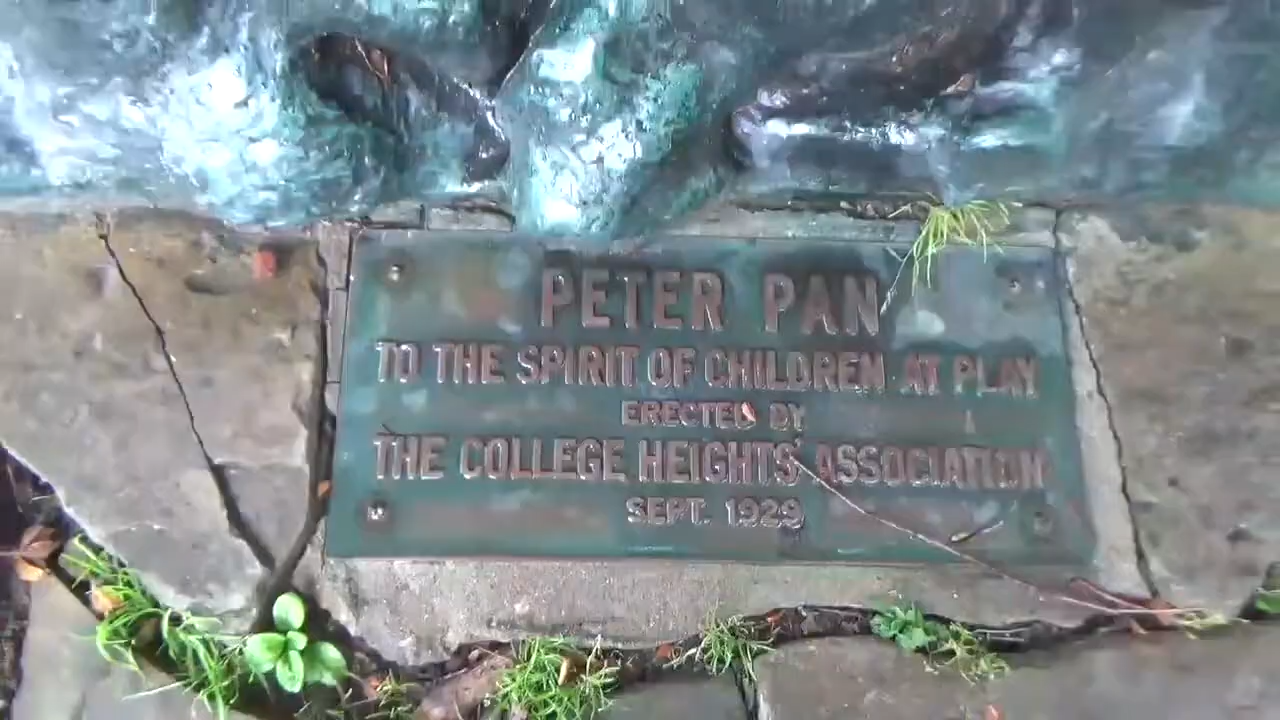 PETER PAN
TO THE SPIRIT OF CHILDREN AT PLAY
ERECTED BY
THE COLLEGE HEIGHTS' ASSOCIATION
SEPT. 1929